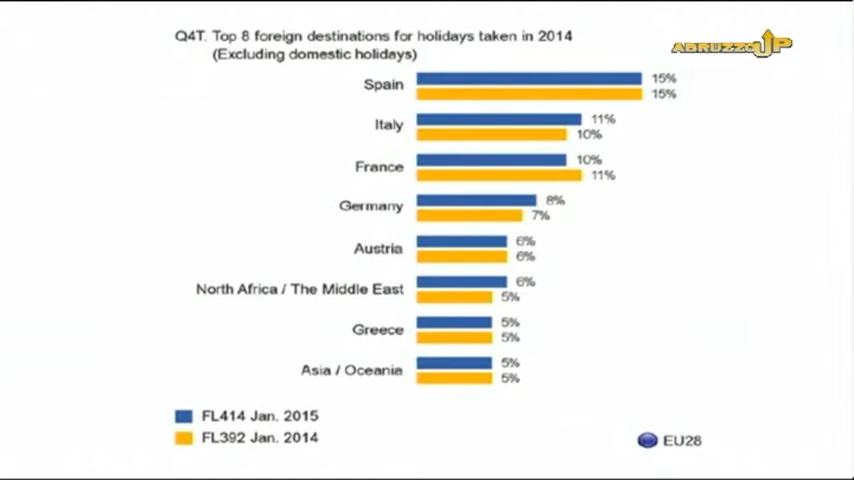 Q4T. Top 8 foreign destinations for holidays taken in 2014
(Excluding domestic holidays)
ABRUZZOUP
Spain
15%
15%
Italy
11%
10%
France
10%
11%
Germany
8%
7%
Austria
6%
6%
North Africa / The Middle East
6%
5%
Greece
5%
5%
Asia / Oceania
5%
5%
FL414 Jan. 2015
FL392 Jan. 2014
EU28